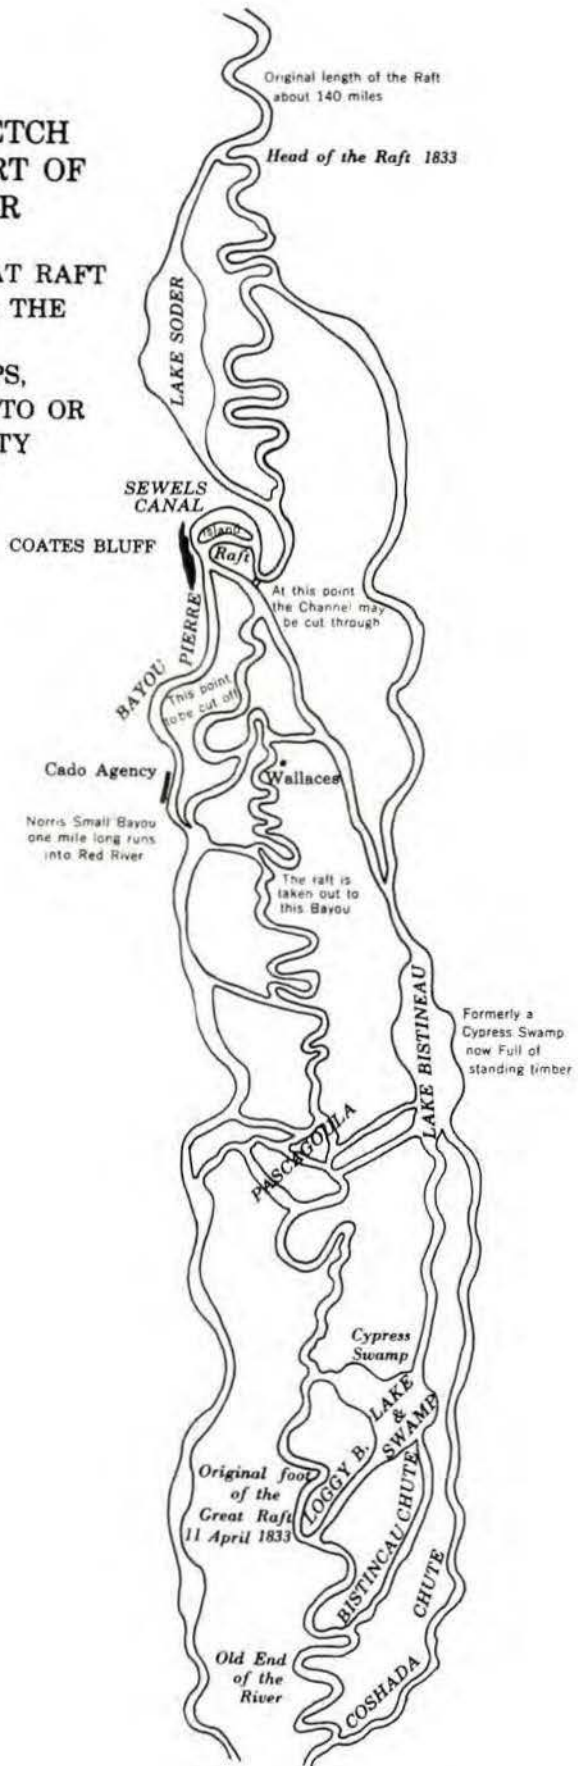 ETCH
RT OF
R
AT RAFT
THE
PS,
TO OR
TY
Original length of the Raft
about 140 miles
Head of the Raft 1833
LAKE SODER
SEWELS
CANAL
Island
COATES BLUFF
Raft
At this point
the Channel may
be cut through
BAYOU PIERRE
This point
to be cut off
Cado Agency
Wallaces
Norris Small Bayou
one mile long runs
into Red River
The raft is
taken out to
this Bayou
LAKE BISTINEAU
Formerly a
Cypress Swamp
now Full of
standing timber
PASCAGOULA
Cypress
Swamp
LAKE
&
SWAMP
LOGGY B.
Original foot
of the
Great Raft
11 April 1833
BISTINCAU CHUTE
Old End
of the
River
COSHADA CHUTE